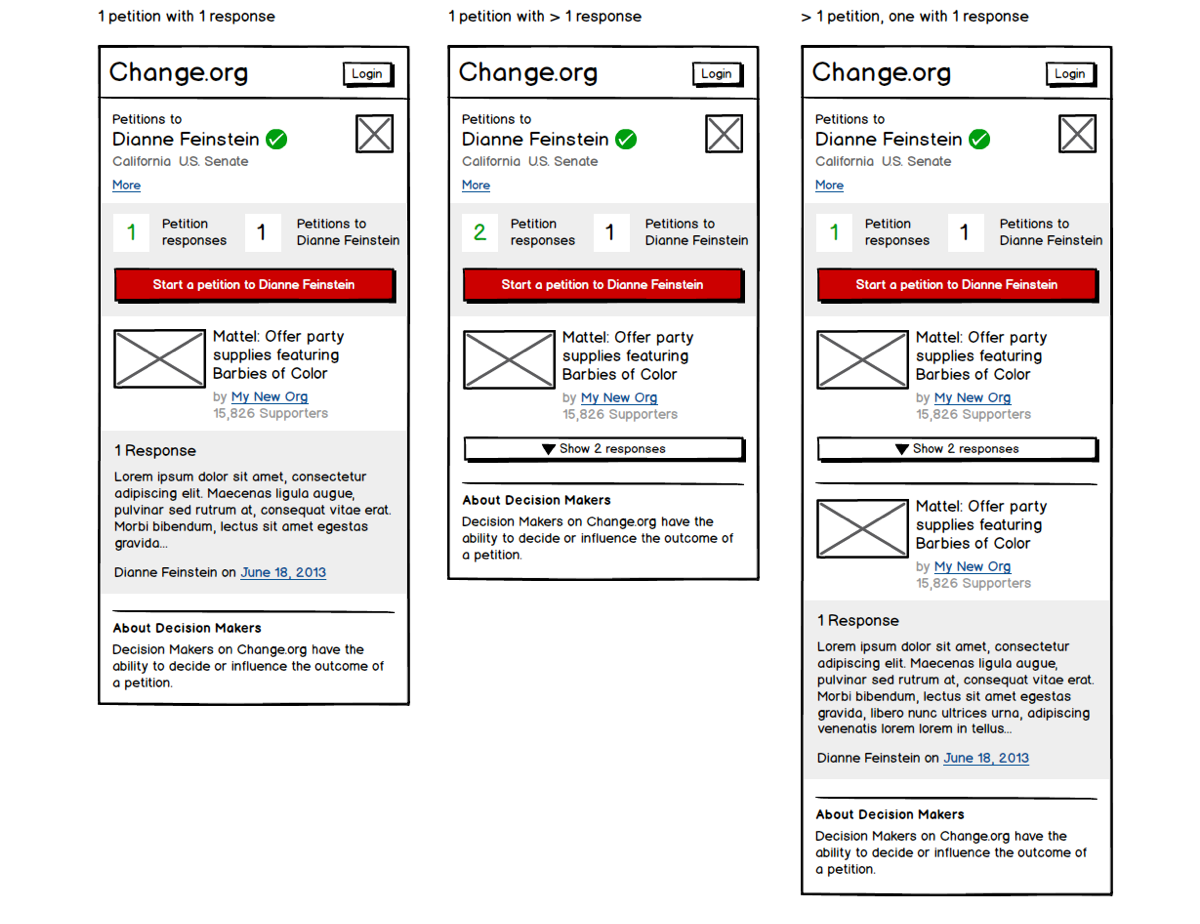 1 petition with 1 response
Change.org
Login
Petitions to
Dianne Feinstein
California U.S. Senate
More
1
Petition
responses
1
Petitions to
Dianne Feinstein
Start a petition to Dianne Feinstein
Mattel: Offer party
supplies featuring
Barbies of Color
by My New Org
15,826 Supporters
1 Response
Lorem ipsum dolor sit amet, consectetur
adipiscing elit. Maecenas ligula augue,
pulvinar sed rutrum at, consequat vitae erat.
Morbi bibendum, lectus sit amet egestas
gravida...
Dianne Feinstein on June 18, 2013
About Decision Makers
Decision Makers on Change.org have the
ability to decide or influence the outcome of
a petition.
1 petition with > 1 response
Change.org
Login
Petitions to
Dianne Feinstein
California U.S. Senate
More
2
Petition
responses
1
Petitions to
Dianne Feinstein
Start a petition to Dianne Feinstein
Mattel: Offer party
supplies featuring
Barbies of Color
by My New Org
15,826 Supporters
Show 2 responses
About Decision Makers
Decision Makers on Change.org have the
ability to decide or influence the outcome of
a petition.
> 1 petition, one with 1 response
Change.org
Login
Petitions to
Dianne Feinstein
California U.S. Senate
More
1
Petition
responses
1
Petitions to
Dianne Feinstein
Start a petition to Dianne Feinstein
Mattel: Offer party
supplies featuring
Barbies of Color
by My New Org
15,826 Supporters
Show 2 responses
Mattel: Offer party
supplies featuring
Barbies of Color
by My New Org
15,826 Supporters
1 Response
Lorem ipsum dolor sit amet, consectetur
adipiscing elit. Maecenas ligula augue,
pulvinar sed rutrum at, consequat vitae erat.
Morbi bibendum, lectus sit amet egestas
gravida, libero nunc ultrices urna, adipiscing
venenatis lorem lorem in tellus...
Dianne Feinstein on June 18, 2013
About Decision Makers
Decision Makers on Change.org have the
ability to decide or influence the outcome of
a petition.